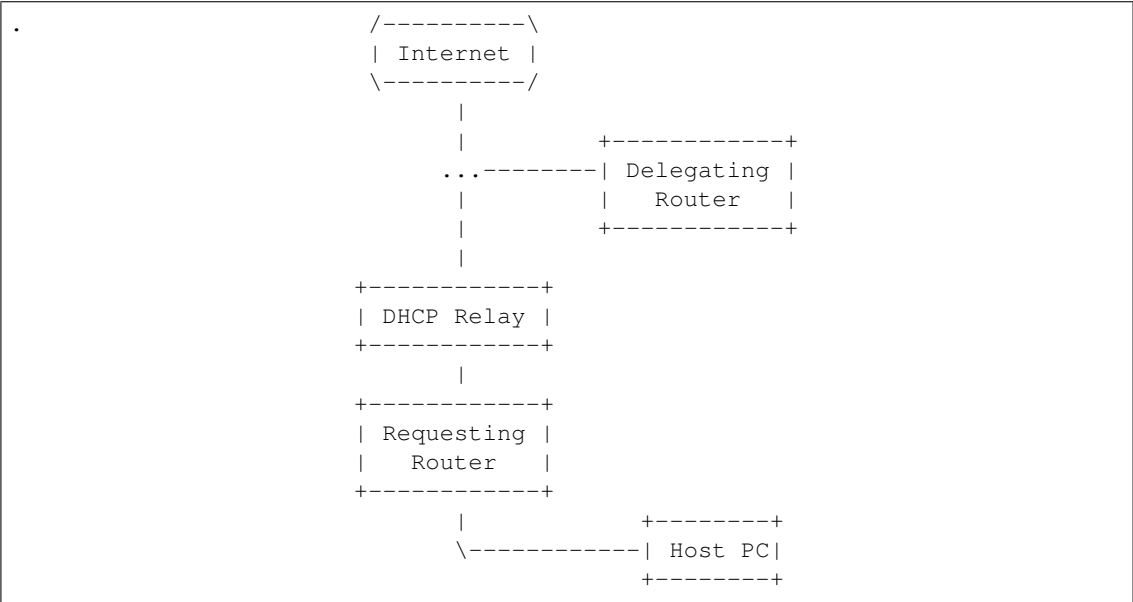 .                       /----------\
                        | Internet |
                        \----------/
                              |
                              |         +------------+
                             ...--------| Delegating |
                              |         |   Router   |
                              |         +------------+
                              |
                       +------------+
                       | DHCP Relay |
                       +------------+
                              |
                       +------------+
                       | Requesting |
                       |   Router   |
                       +------------+
                              |            +--------+
                              \------------| Host PC|
                                           +--------+